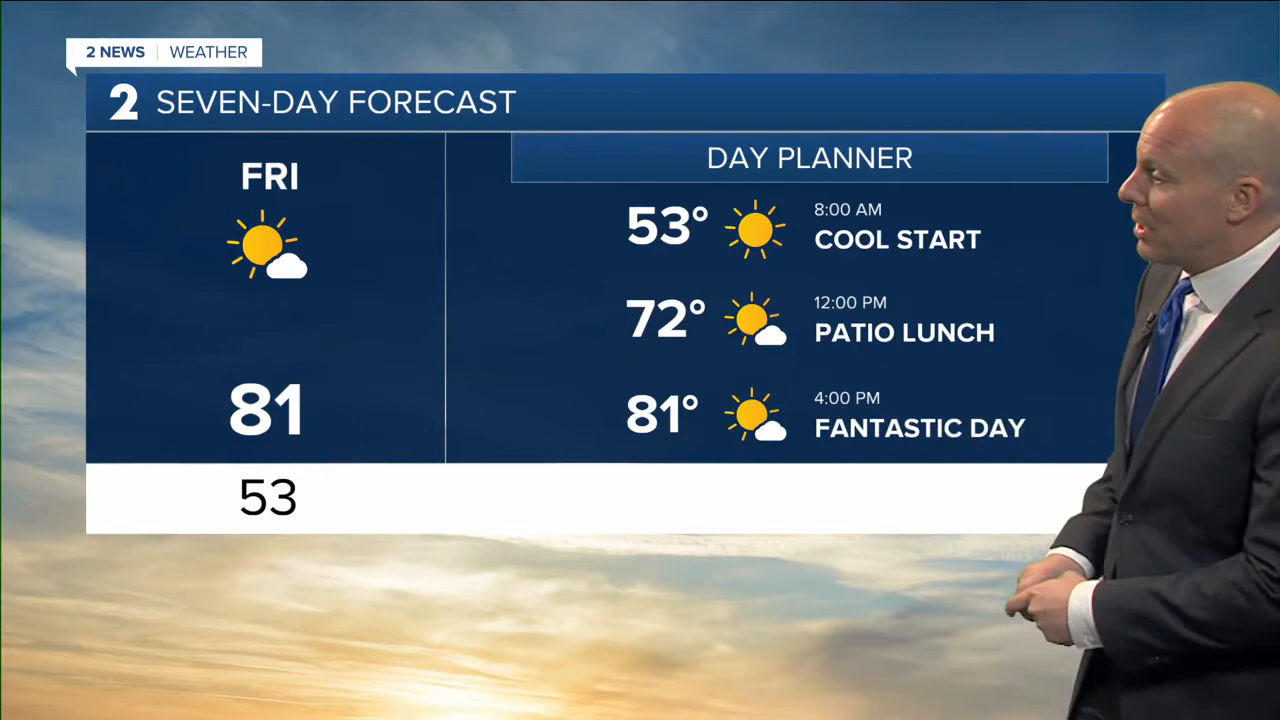 2 NEWS | WEATHER
2 SEVEN-DAY FORECAST
FRI
81
53
DAY PLANNER
53° 8:00 AM
COOL START
72° 12:00 PM
PATIO LUNCH
81° 4:00 PM
FANTASTIC DAY